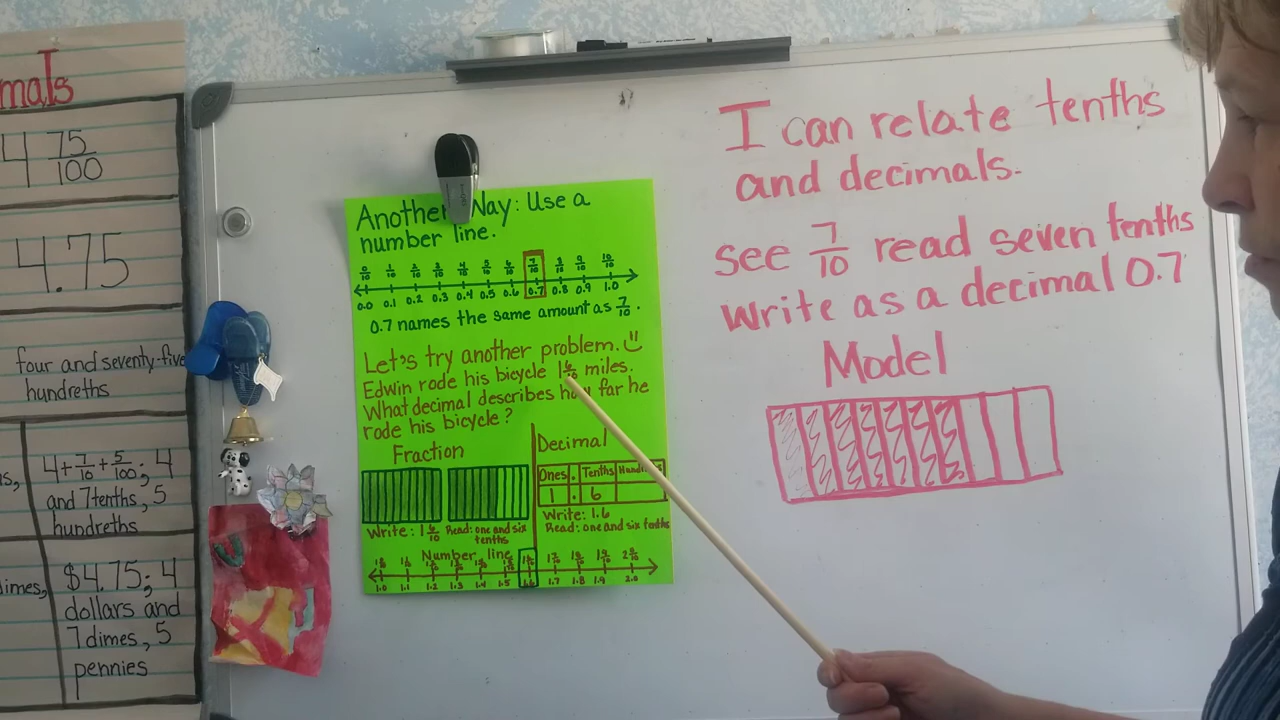 mals
4 75/100
4.75
four and seventy-five
hundreths
4+7/10+5/100; 4
and 7 tenths, 5
hundreths
$4.75; 4
dollars and
7 dimes, 5
pennies
Another Way: Use a
number line.
0/10 1/10 2/10 3/10 4/10 5/10 6/10 7/10 8/10 9/10 10/10
0.0 0.1 0.2 0.3 0.4 0.5 0.6 0.7 0.8 0.9 1.0
0.7 names the same amount as 7/10.
Let's try another problem.
Edwin rode his bicycle 1 6/10 miles.
What decimal describes how far he
rode his bicycle?
Fraction
Write: 1 6/10
Read: one and six
tenths
Decimal
Ones . Tenths
1 . 6
Write: 1.6
Read: one and six tenths
Number line
1.0 1.1 1.2 1.3 1.4 1.5 1.6 1.7 1.8 1.9 2.0
I can relate tenths
and decimals.
see 7/10 read seven tenths
Write as a decimal 0.7
Model